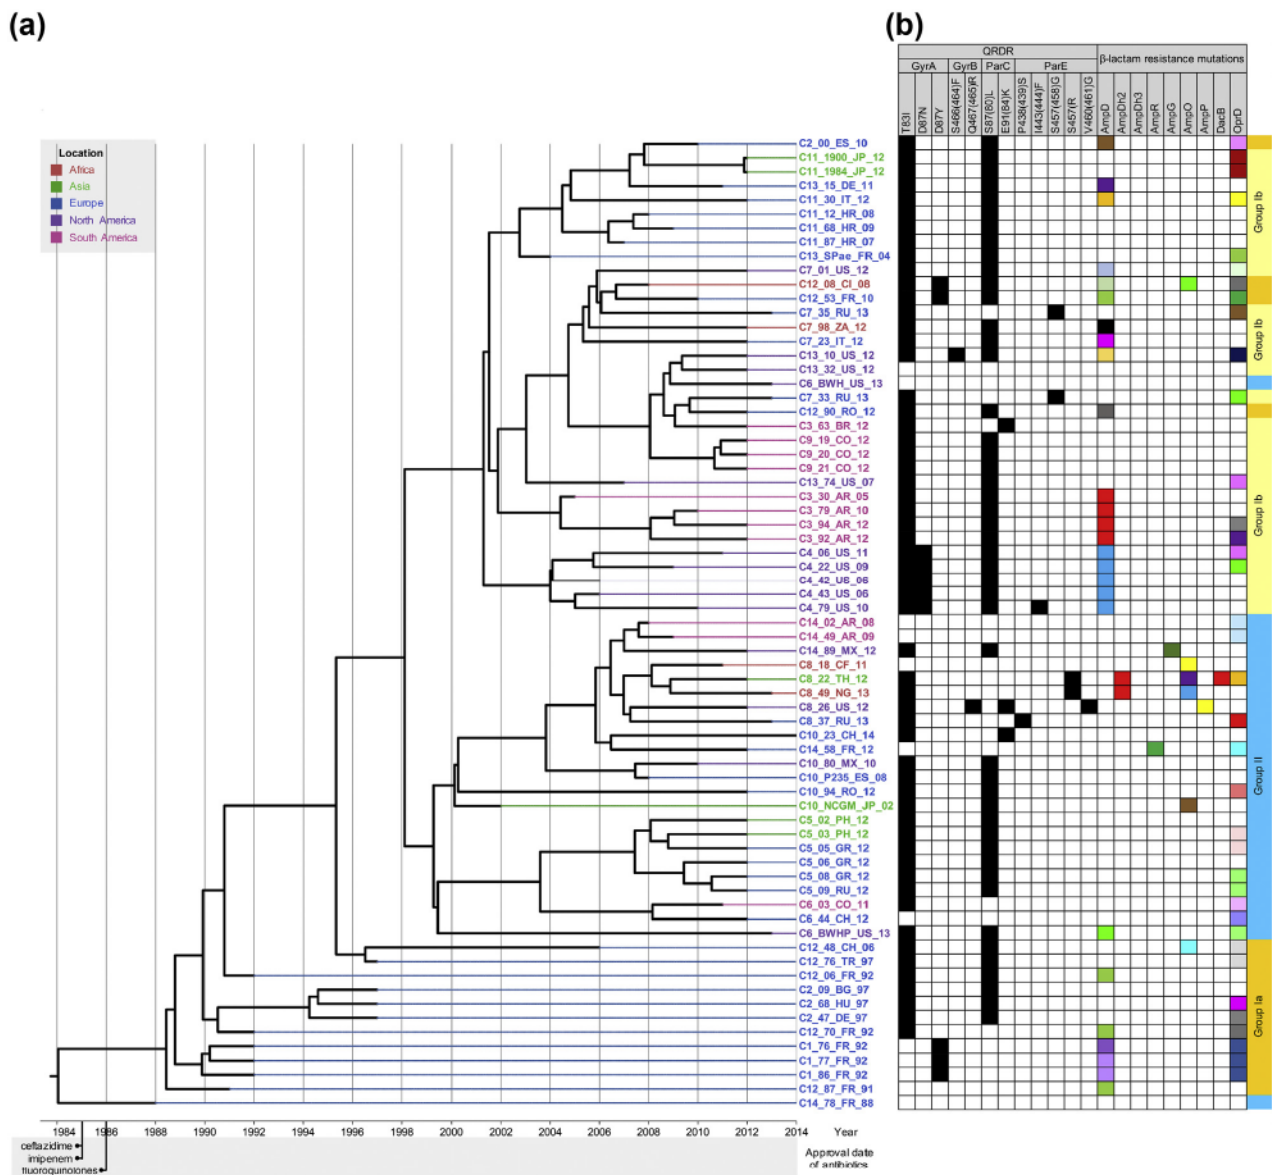 (a)
(b)
QRDR
β-lactam resistance mutations
GyrA
GyrB
ParC
ParE
T83I
D87N
D87Y
S466(464)F
Q467(465)R
S87(80)L
E91(84)K
P438(439)S
I443(444)F
S457(458)G
S457(R
V460(461)G
AmpD
AmpDh2
AmpDh3
AmpR
AmpG
AmpO
AmpP
DacB
OprD
Location
Africa
Asia
Europe
North America
South America
C2_00_ES_10
C11_1900_JP_12
C11_1984_JP_12
C13_15_DE_11
C11_30_IT_12
C11_12_HR_08
C11_68_HR_09
C11_87_HR_07
C13_SPae_FR_04
C7_01_US_12
C12_08_CI_08
C12_53_FR_10
C7_35_RU_13
C7_98_ZA_12
C7_23_IT_12
C13_10_US_12
C13_32_US_12
C6_BWH_US_13
C7_33_RU_13
C12_90_RO_12
C3_63_BR_12
C9_19_CO_12
C9_20_CO_12
C9_21_CO_12
C13_74_US_07
C3_30_AR_05
C3_79_AR_10
C3_94_AR_12
C3_92_AR_12
C4_06_US_11
C4_22_US_09
C4_42_US_06
C4_43_US_06
C4_79_US_10
C14_02_AR_08
C14_49_AR_09
C14_89_MX_12
C8_18_CF_11
C8_22_TH_12
C8_49_NG_13
C8_26_US_12
C8_37_RU_13
C10_23_CH_14
C14_58_FR_12
C10_80_MX_10
C10_P235_ES_08
C10_94_RO_12
C10_NCGM_JP_02
C5_02_PH_12
C5_03_PH_12
C5_05_GR_12
C5_06_GR_12
C5_08_GR_12
C5_09_RU_12
C6_03_CO_11
C6_44_CH_12
C6_BWHP_US_13
C12_48_CH_06
C12_76_TR_97
C12_06_FR_92
C2_09_BG_97
C2_68_HU_97
C2_47_DE_97
C12_70_FR_92
C1_76_FR_92
C1_77_FR_92
C1_86_FR_92
C12_87_FR_91
C14_78_FR_88
Group Ib
Group Ib
Group Ib
Group II
Group Ia
1984 1986 1988 1990 1992 1994 1996 1998 2000 2002 2004 2006 2008 2010 2012 2014 Year
ceftazidime
imipenem
fluoroquinolones
Approval date
of antibiotics